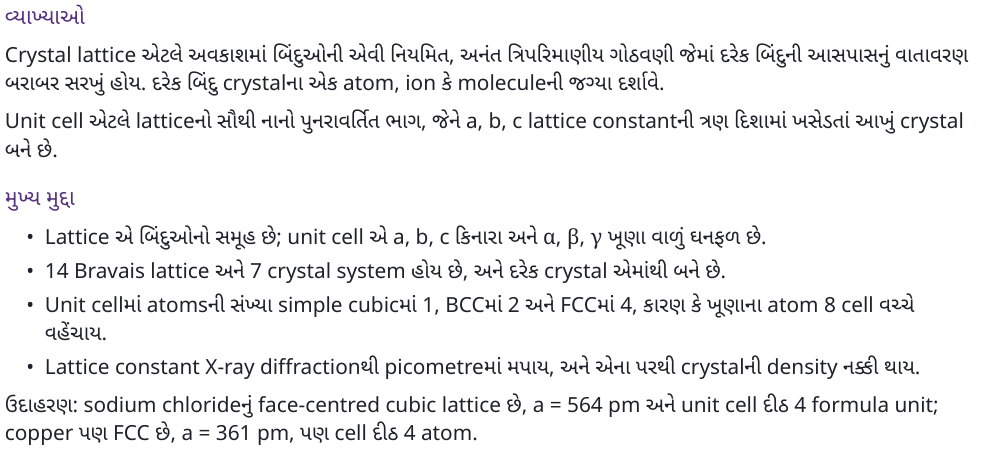 વ્યાખ્યાઓ
Crystal lattice એટલે અવકાશમાં બિંદુઓની એવી નિયમિત, અનંત ત્રિપરિમાણીય ગોઠવણી જેમાં દરેક બિંદુની આસપાસનું વાતાવરણ
બરાબર સરખું હોય. દરેક બિંદુ crystalના એક atom, ion કે moleculeની જગ્યા દર્શાવે.
Unit cell એટલે latticeનો સૌથી નાનો પુનરાવર્તિત ભાગ, જેને a, b, c lattice constantની ત્રણ દિશામાં ખસેડતાં આખું crystal
બને છે.
મુખ્ય મુદ્દા
• Lattice એ બિંદુઓનો સમૂહ છે; unit cell એ a, b, c કિનારા અને α, β, γ ખૂણા વાળું ઘનફળ છે.
• 14 Bravais lattice અને 7 crystal system હોય છે, અને દરેક crystal એમાંથી બને છે.
• Unit cellમાં atomsની સંખ્યા simple cubicમાં 1, BCCમાં 2 અને FCCમાં 4, કારણ કે ખૂણાના atom 8 cell વચ્ચે
વહેંચાય.
• Lattice constant X-ray diffractionથી picometreમાં મપાય, અને એના પરથી crystalની density નક્કી થાય.
ઉદાહરણ: sodium chlorideનું face-centred cubic lattice છે, a = 564 pm અને unit cell દીઠ 4 formula unit;
copper પણ FCC છે, a = 361 pm, પણ cell દીઠ 4 atom.